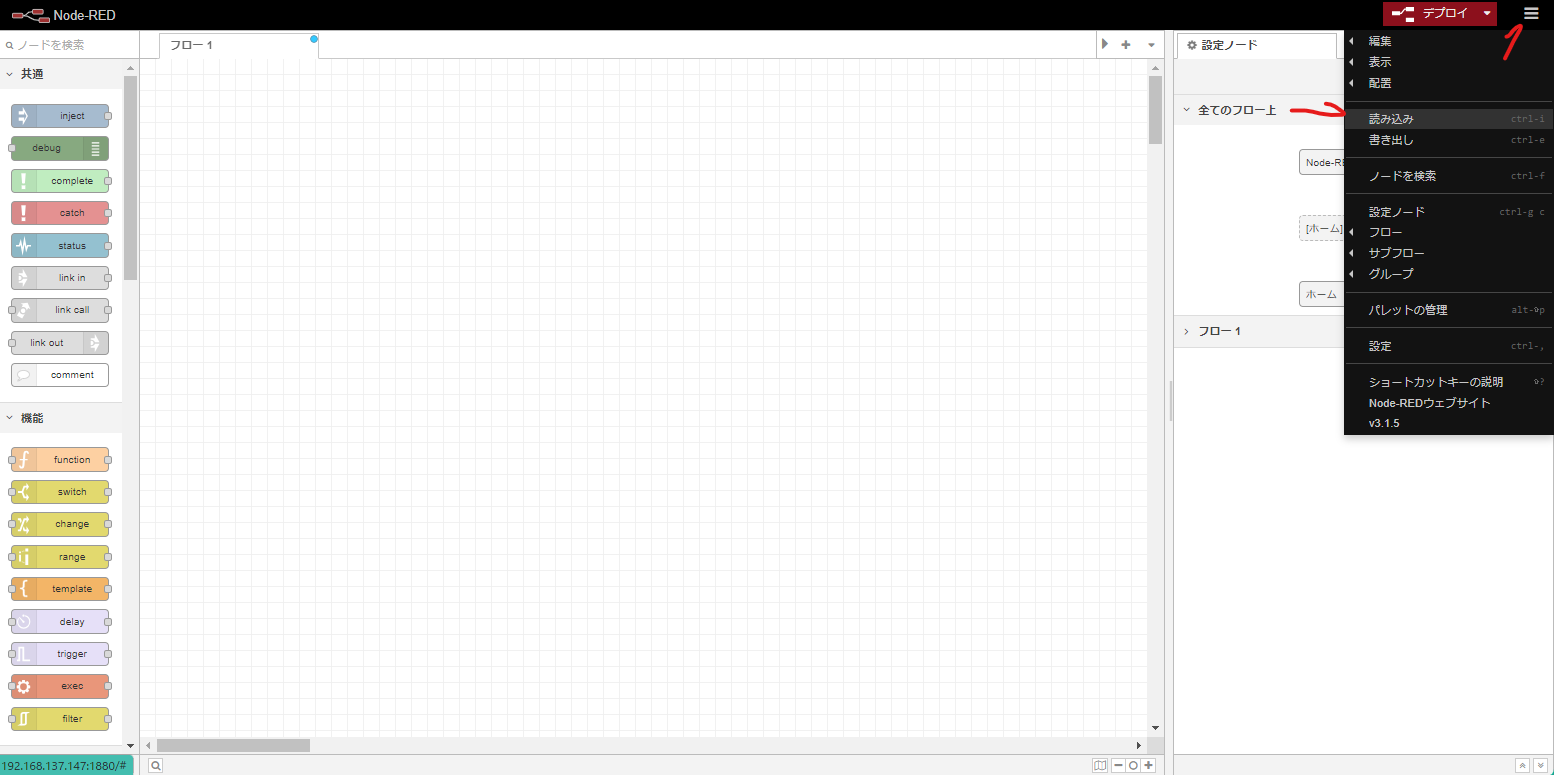 Node-RED
デプロイ
1
ノードを検索
フロー 1
設定ノード
共通
inject
debug
complete
catch
status
link in
link call
link out
comment
機能
function
switch
change
range
template
delay
trigger
exec
filter
192.168.137.147:1880/#
全てのフロー上
Node-RE
[ホーム]
ホーム
フロー 1
編集
表示
配置
読み込み ctrl-i
書き出し ctrl-e
ノードを検索 ctrl-f
設定ノード ctrl-g c
フロー
サブフロー
グループ
パレットの管理 alt-⇧p
設定 ctrl-,
ショートカットキーの説明 ⇧?
Node-REDウェブサイト
v3.1.5